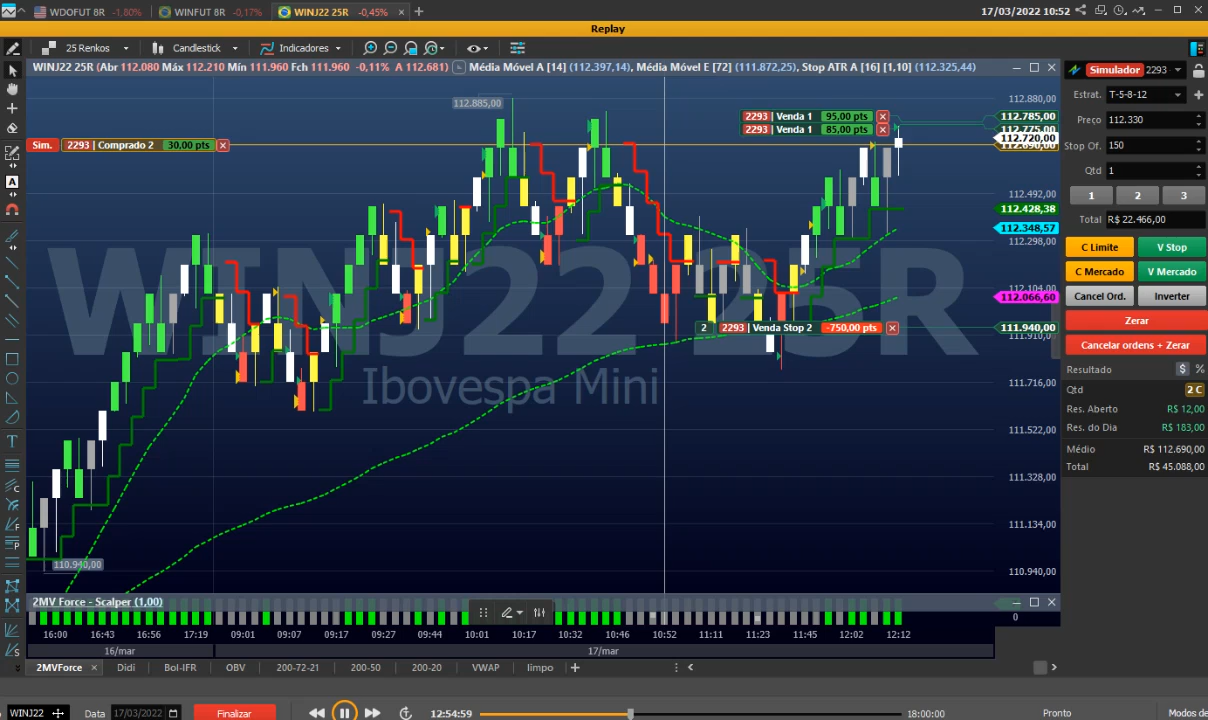 WDOFUT 8R -1,80% WINFUT 8R -0,17% WINJ22 25R -0,45% × 17/03/2022 10:52
Replay
25 Renkos Candlestick Indicadores
WINJ22 25R (Abr 112.080 Máx 112.210 Mín 111.960 Fch 111.960 -0,11% A 112.681) Média Móvel A [14] (112.397,14), Média Móvel E [72] (111.872,25), Stop ATR A [16] [1,10] (112.325,44)
Simulador 2293
Estrat. T-5-8-12
Preço 112.330
Stop Of. 150
Qtd 1
1 2 3
Total R$ 22.466,00
C Limite V Stop
C Mercado V Mercado
Cancel Ord. Inverter
Zerar
Cancelar ordens + Zerar
Resultado $ %
Qtd 2 C
Res. Aberto R$ 12,00
Res. do Dia R$ 183,00
Médio R$ 112.690,00
Total R$ 45.088,00
112.885,00
2293 | Venda 1 95,00 pts
2293 | Venda 1 85,00 pts
Sim. 2293 | Comprado 2 30,00 pts
2 2293 | Venda Stop 2 -750,00 pts
110.940,00
WINJ22 25R
Ibovespa Mini
112.880,00
112.785,00
112.775,00
112.720,00
112.690,00
112.492,00
112.428,38
112.348,57
112.298,00
112.104,00
112.066,60
111.940,00
111.910,00
111.716,00
111.522,00
111.328,00
111.134,00
110.940,00
2MV Force - Scalper (1,00)
0
16:00 16:43 16:56 17:19 09:01 09:07 09:17 09:27 09:44 10:01 10:17 10:32 10:46 10:52 11:11 11:23 11:45 12:02 12:12
16/mar 17/mar
2MVForce × Didi Bol-IFR OBV 200-72-21 200-50 200-20 VWAP limpo +
WINJ22 Data 17/03/2022 Finalizar 12:54:59 18:00:00 Pronto Modos de